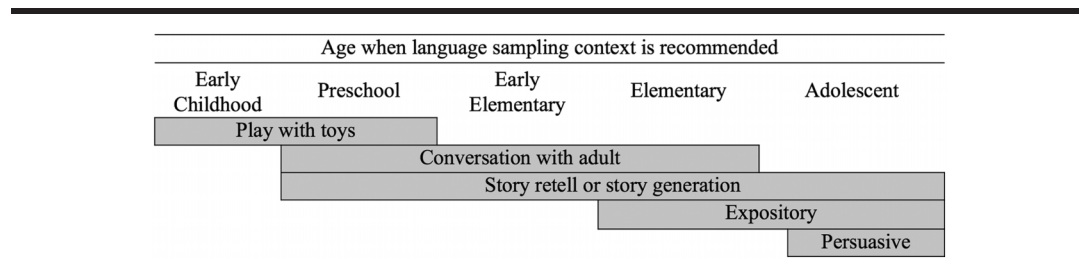 Age when language sampling context is recommended
Early Childhood
Preschool
Early Elementary
Elementary
Adolescent
Play with toys
Conversation with adult
Story retell or story generation
Expository
Persuasive